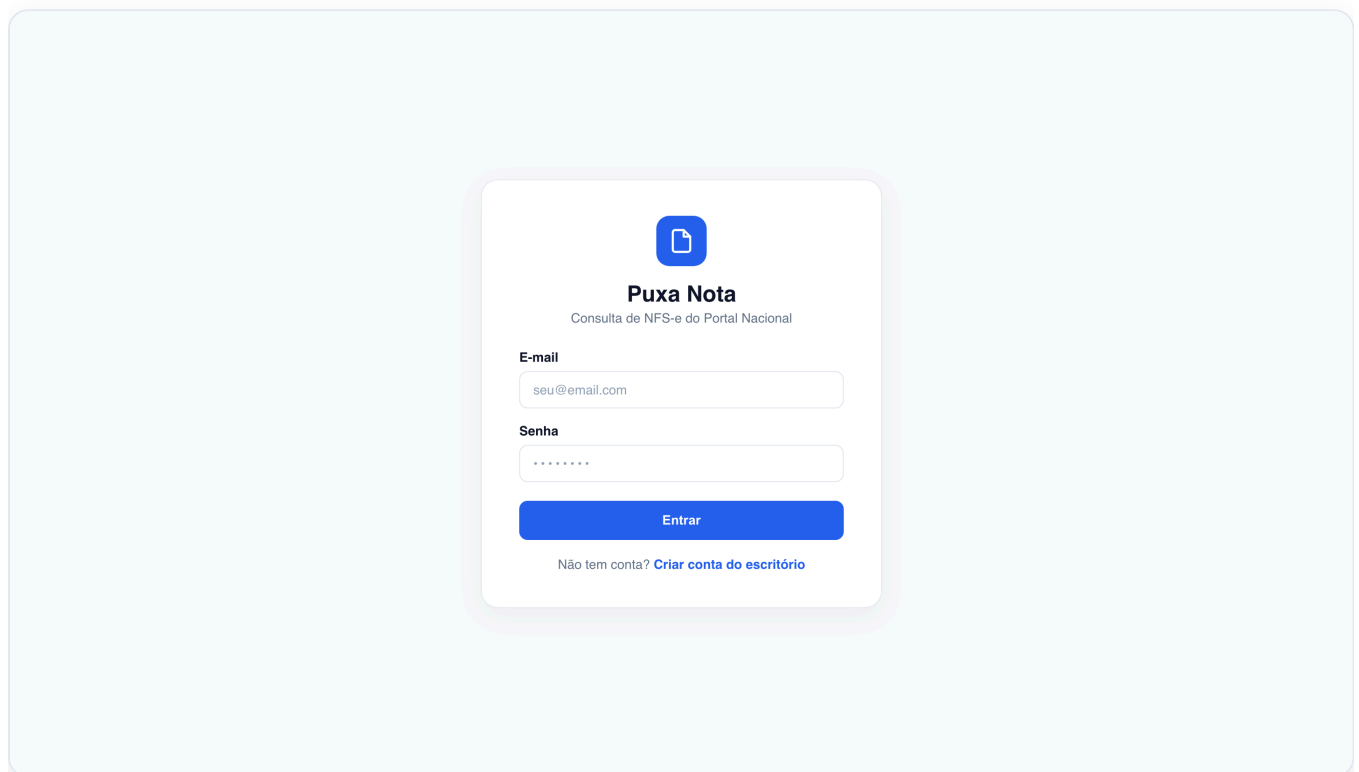 Puxa Nota
Consulta de NFS-e do Portal Nacional
E-mail
seu@email.com
Senha
••••••••
Entrar
Não tem conta? Criar conta do escritório